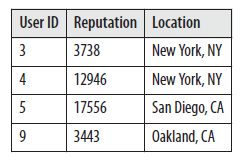 User ID Reputation Location
3 3738 New York, NY
4 12946 New York, NY
5 17556 San Diego, CA
9 3443 Oakland, CA